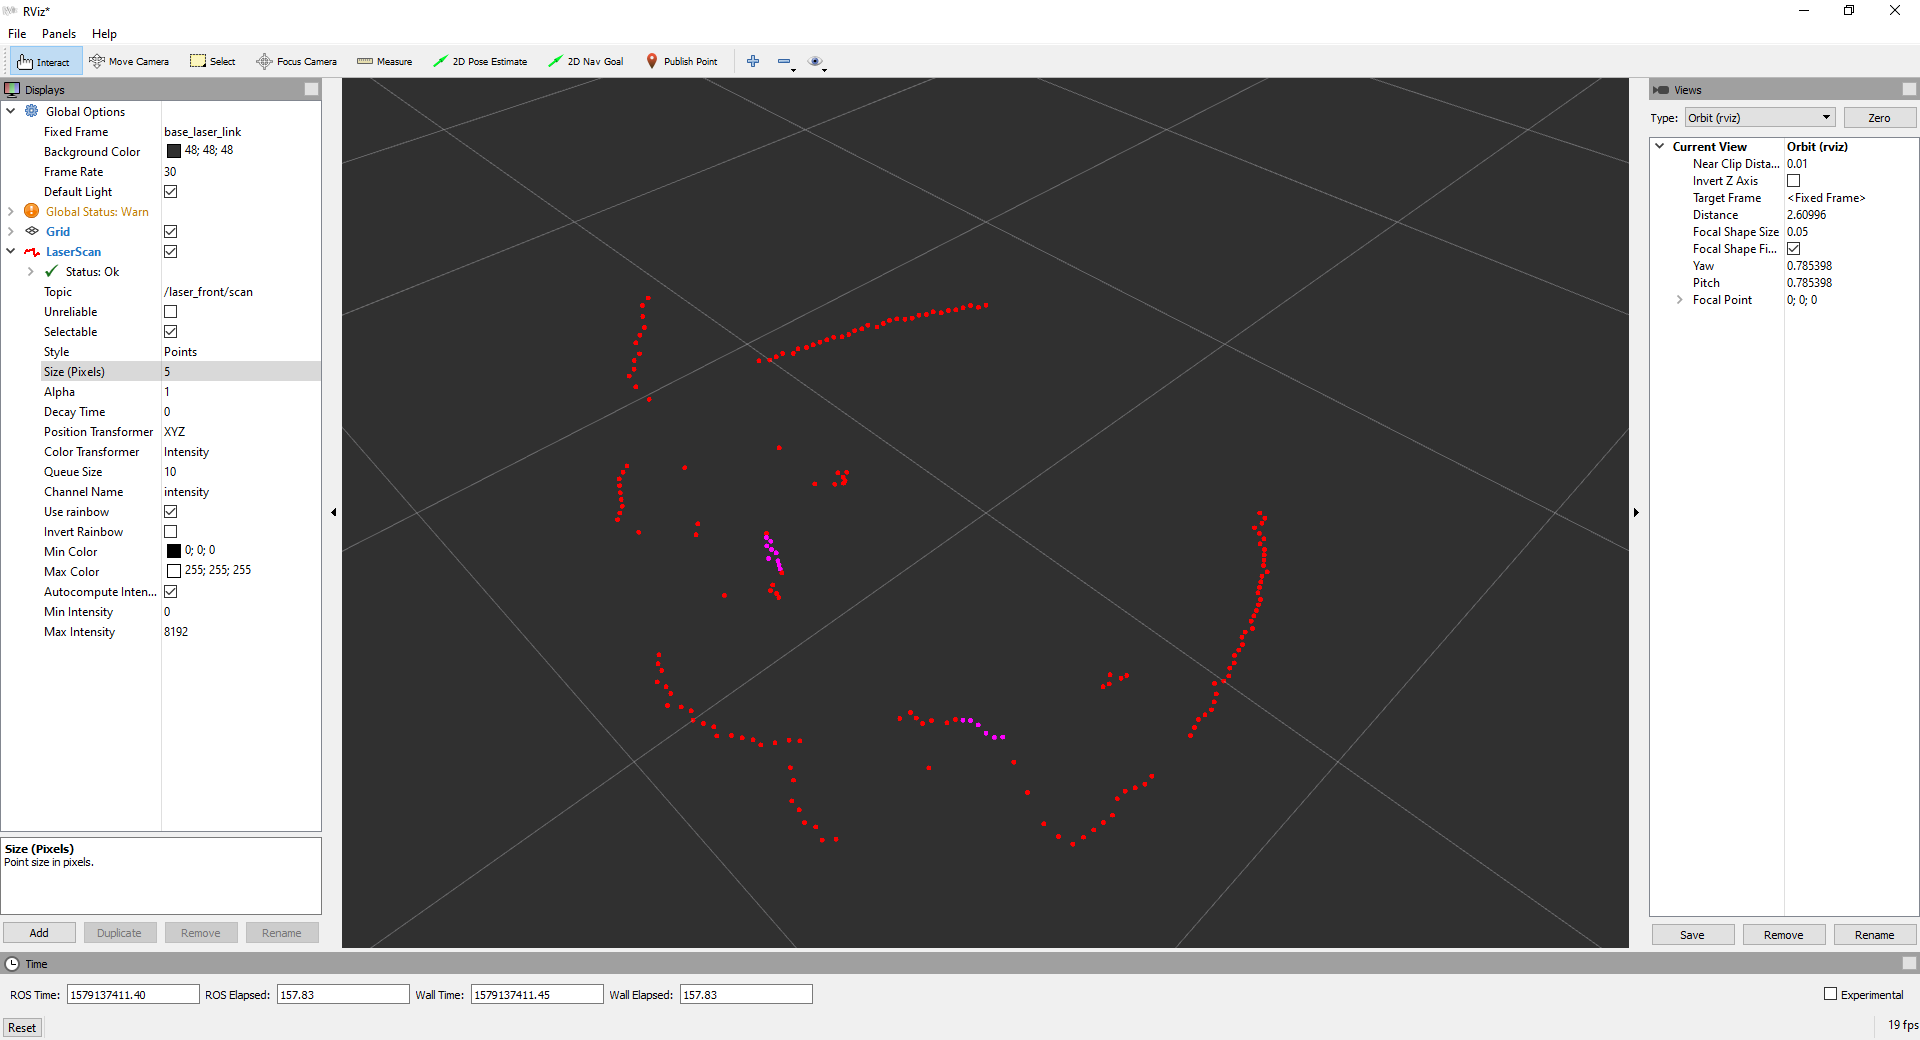 RViz*
File Panels Help
Interact Move Camera Select Focus Camera Measure 2D Pose Estimate 2D Nav Goal Publish Point
Displays
Global Options
Fixed Frame base_laser_link
Background Color 48; 48; 48
Frame Rate 30
Default Light
Global Status: Warn
Grid
LaserScan
Status: Ok
Topic /laser_front/scan
Unreliable
Selectable
Style Points
Size (Pixels) 5
Alpha 1
Decay Time 0
Position Transformer XYZ
Color Transformer Intensity
Queue Size 10
Channel Name intensity
Use rainbow
Invert Rainbow
Min Color 0; 0; 0
Max Color 255; 255; 255
Autocompute Inten...
Min Intensity 0
Max Intensity 8192
Size (Pixels)
Point size in pixels.
Add Duplicate Remove Rename
Views
Type: Orbit (rviz) Zero
Current View Orbit (rviz)
Near Clip Dista... 0.01
Invert Z Axis
Target Frame <Fixed Frame>
Distance 2.60996
Focal Shape Size 0.05
Focal Shape Fi...
Yaw 0.785398
Pitch 0.785398
Focal Point 0; 0; 0
Save Remove Rename
Time
ROS Time: 1579137411.40 ROS Elapsed: 157.83 Wall Time: 1579137411.45 Wall Elapsed: 157.83 Experimental
Reset 19 fps